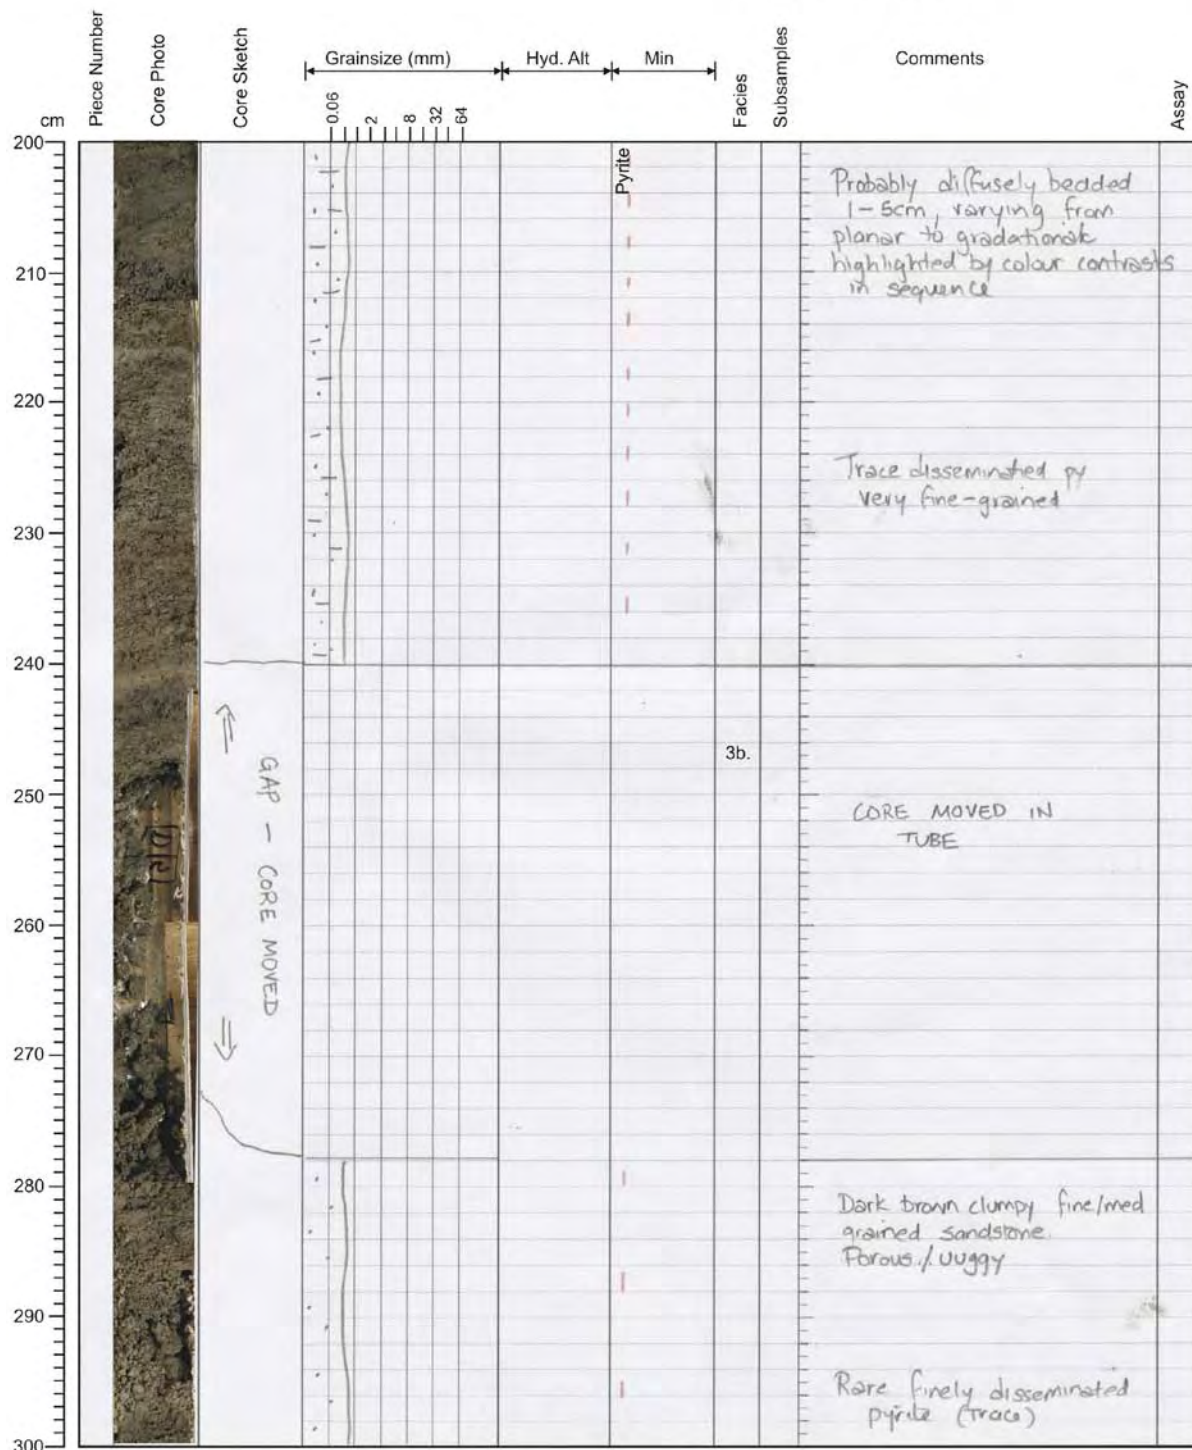 cm
Piece Number
Core Photo
Core Sketch
Grainsize (mm)
0.06
2
8
32
64
Hyd. Alt
Min
Facies
Subsamples
Comments
Assay
200
210
220
230
240
250
260
270
280
290
300
Pyrite
Probably diffusely bedded
1-5cm, varying from
planar to gradational
highlighted by colour contrasts
in sequence
Trace disseminated py
very fine-grained
GAP - CORE MOVED
3b.
CORE MOVED IN
TUBE
Dark brown clumpy fine/med
grained sandstone.
Porous / vuggy
Rare finely disseminated
pyrite (Trace)